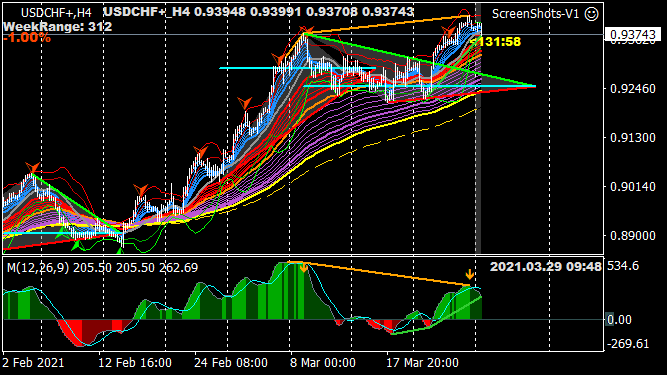 USDCHF+,H4 USDCHF+_H4 0.93948 0.93991 0.93708 0.93743
ScreenShots-V1
WeekRange: 312
-1.00%
131:58
0.93743
0.92460
0.91300
0.90140
0.89000
M(12,26,9) 205.50 205.50 262.69
2021.03.29 09:48
534.6
0.00
-269.61
2 Feb 2021
12 Feb 16:00
24 Feb 08:00
8 Mar 00:00
17 Mar 20:00